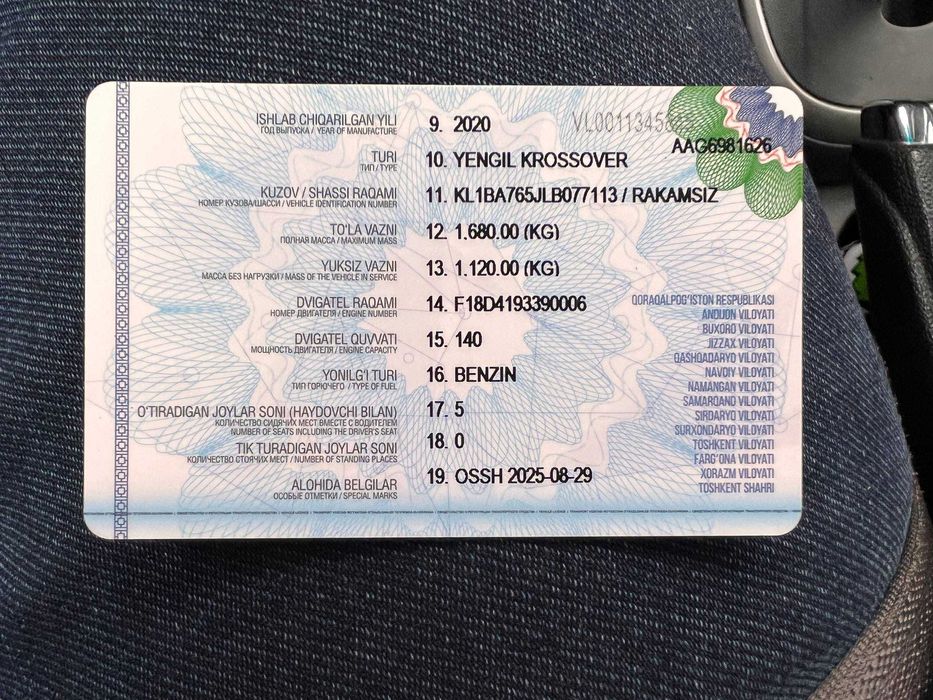 ISHLAB CHIQARILGAN YILI
ГОД ВЫПУСКА / YEAR OF MANUFACTURE
9. 2020
AAG6981626
TURI
ТИП / TYPE
10. YENGIL KROSSOVER
KUZOV / SHASSI RAQAMI
НОМЕР КУЗОВА/ШАССИ / VEHICLE IDENTIFICATION NUMBER
11. KL1BA765JLB077113 / RAKAMSIZ
TO'LA VAZNI
ПОЛНАЯ МАССА / MAXIMUM MASS
12. 1,680.00 (KG)
YUKSIZ VAZNI
МАССА БЕЗ НАГРУЗКИ / MASS OF THE VEHICLE IN SERVICE
13. 1,120.00 (KG)
DVIGATEL RAQAMI
НОМЕР ДВИГАТЕЛЯ / ENGINE NUMBER
14. F18D4193390006
DVIGATEL QUVVATI
МОЩНОСТЬ ДВИГАТЕЛЯ / ENGINE CAPACITY
15. 140
YONILG'I TURI
ТИП ГОРЮЧЕГО / TYPE OF FUEL
16. BENZIN
O'TIRADIGAN JOYLAR SONI (HAYDOVCHI BILAN)
КОЛИЧЕСТВО СИДЯЧИХ МЕСТ ВМЕСТЕ С ВОДИТЕЛЕМ
NUMBER OF SEATS INCLUDING THE DRIVER'S SEAT
17. 5
TIK TURADIGAN JOYLAR SONI
КОЛИЧЕСТВО СТОЯЧИХ МЕСТ / NUMBER OF STANDING PLACES
18. 0
ALOHIDA BELGILAR
ОСОБЫЕ ОТМЕТКИ / SPECIAL MARKS
19. OSSH 2025-08-29
QORAQALPOG'ISTON RESPUBLIKASI
ANDIJON VILOYATI
BUXORO VILOYATI
JIZZAX VILOYATI
QASHQADARYO VILOYATI
NAVOIY VILOYATI
NAMANGAN VILOYATI
SAMARQAND VILOYATI
SIRDARYO VILOYATI
SURXONDARYO VILOYATI
TOSHKENT VILOYATI
FARG'ONA VILOYATI
XORAZM VILOYATI
TOSHKENT SHAHRI